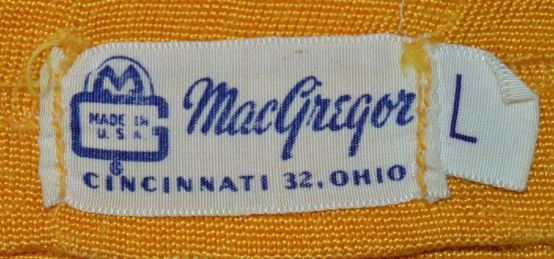 M
MADE IN
U.S.A.
MacGregor
L
CINCINNATI 32, OHIO